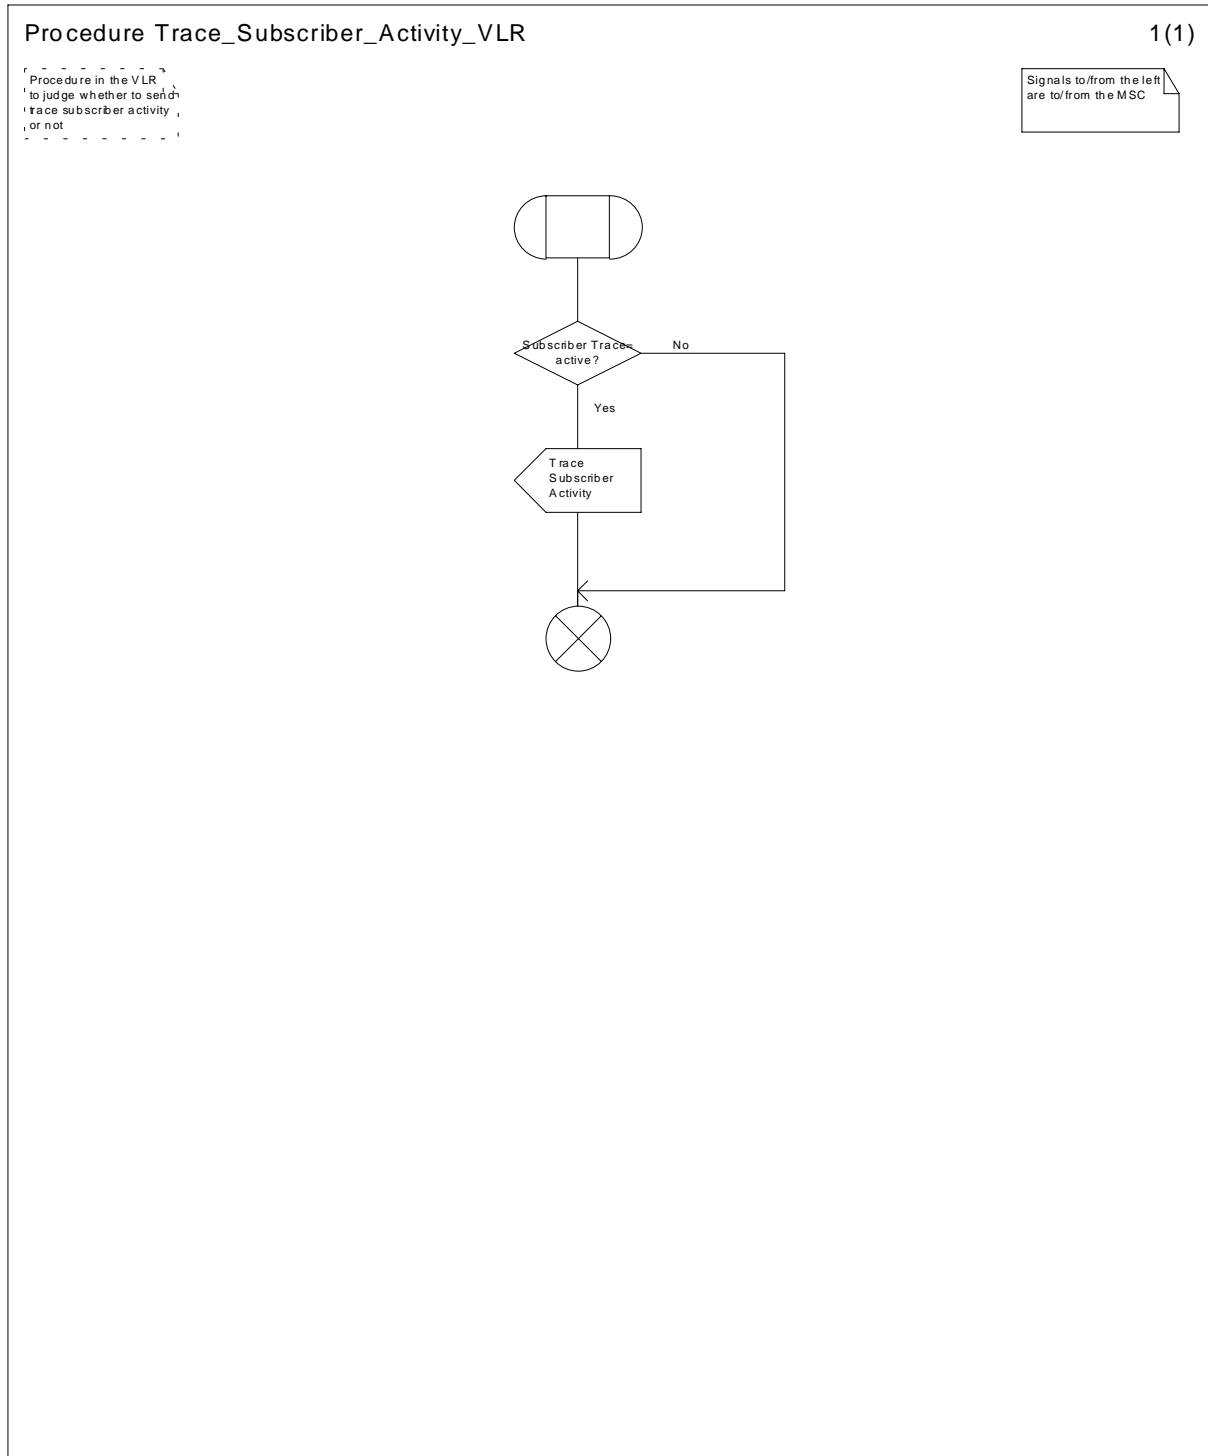 Procedure Trace_Subscriber_Activity_VLR
1(1)
Procedure in the VLR
to judge whether to send
trace subscriber activity
or not
Signals to/from the left
are to/from the MSC
Subscriber Trace=
active?
No
Yes
Trace
Subscriber
Activity